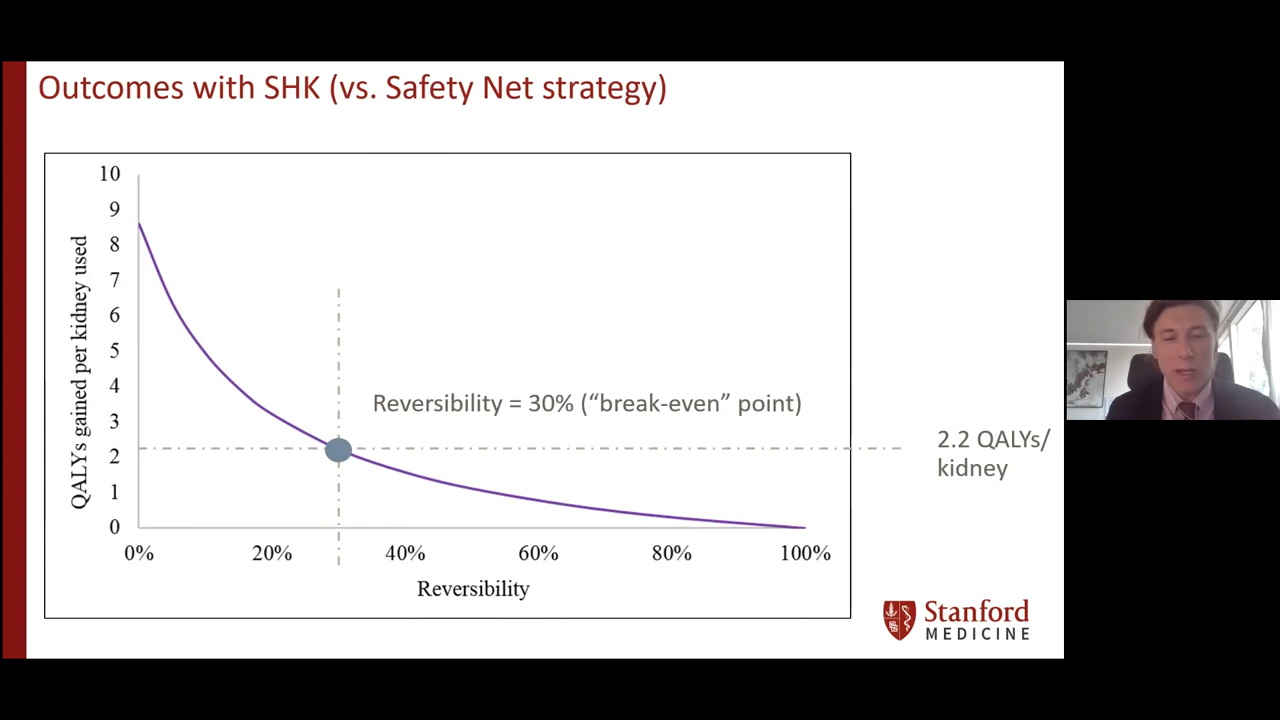 Outcomes with SHK (vs. Safety Net strategy)
QALYs gained per kidney used
10
9
8
7
6
5
4
3
2
1
0
Reversibility = 30% (“break-even” point)
2.2 QALYs/
kidney
0%
20%
40%
60%
80%
100%
Reversibility
Stanford
MEDICINE